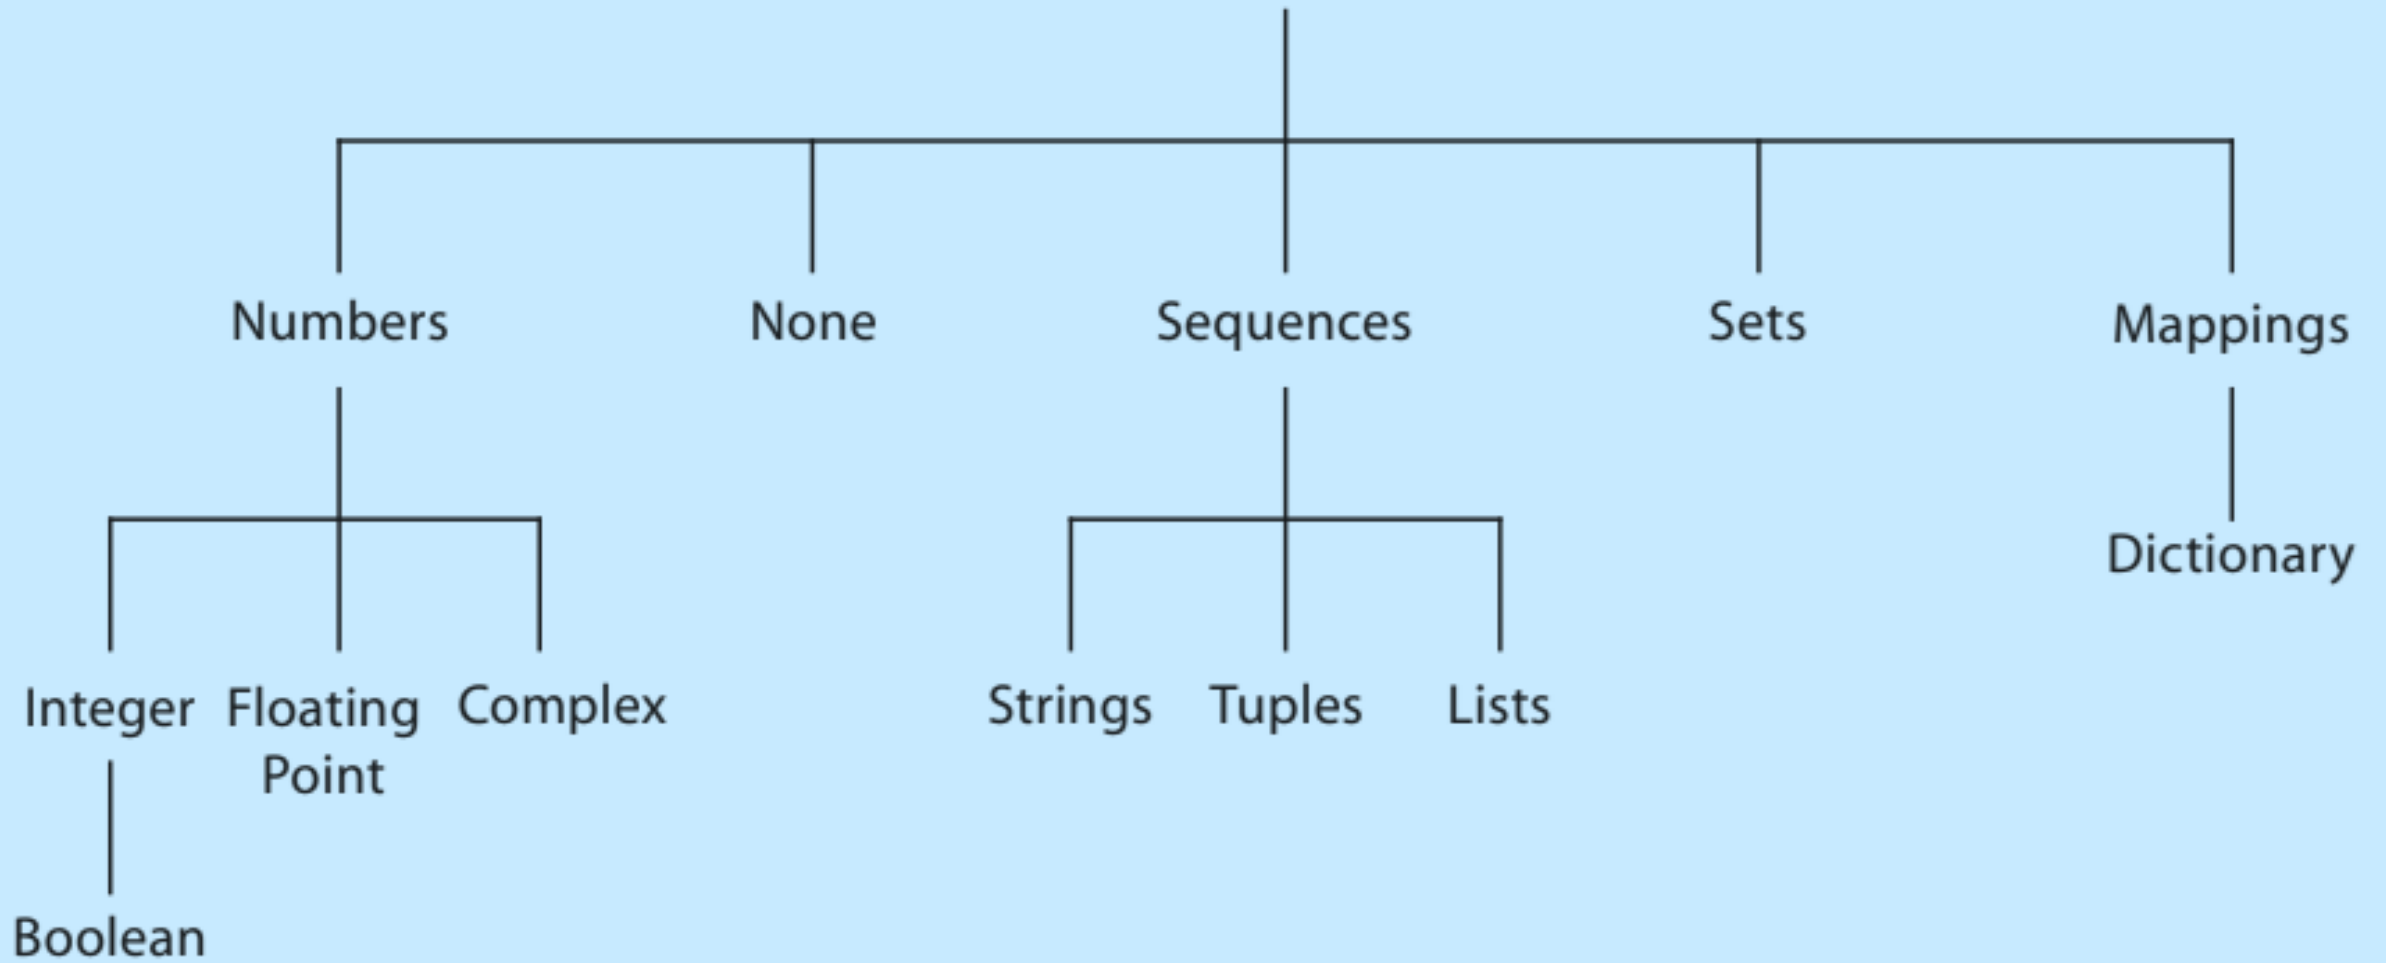 Numbers
None
Sequences
Sets
Mappings
Dictionary
Integer
Floating
Point
Complex
Strings
Tuples
Lists
Boolean